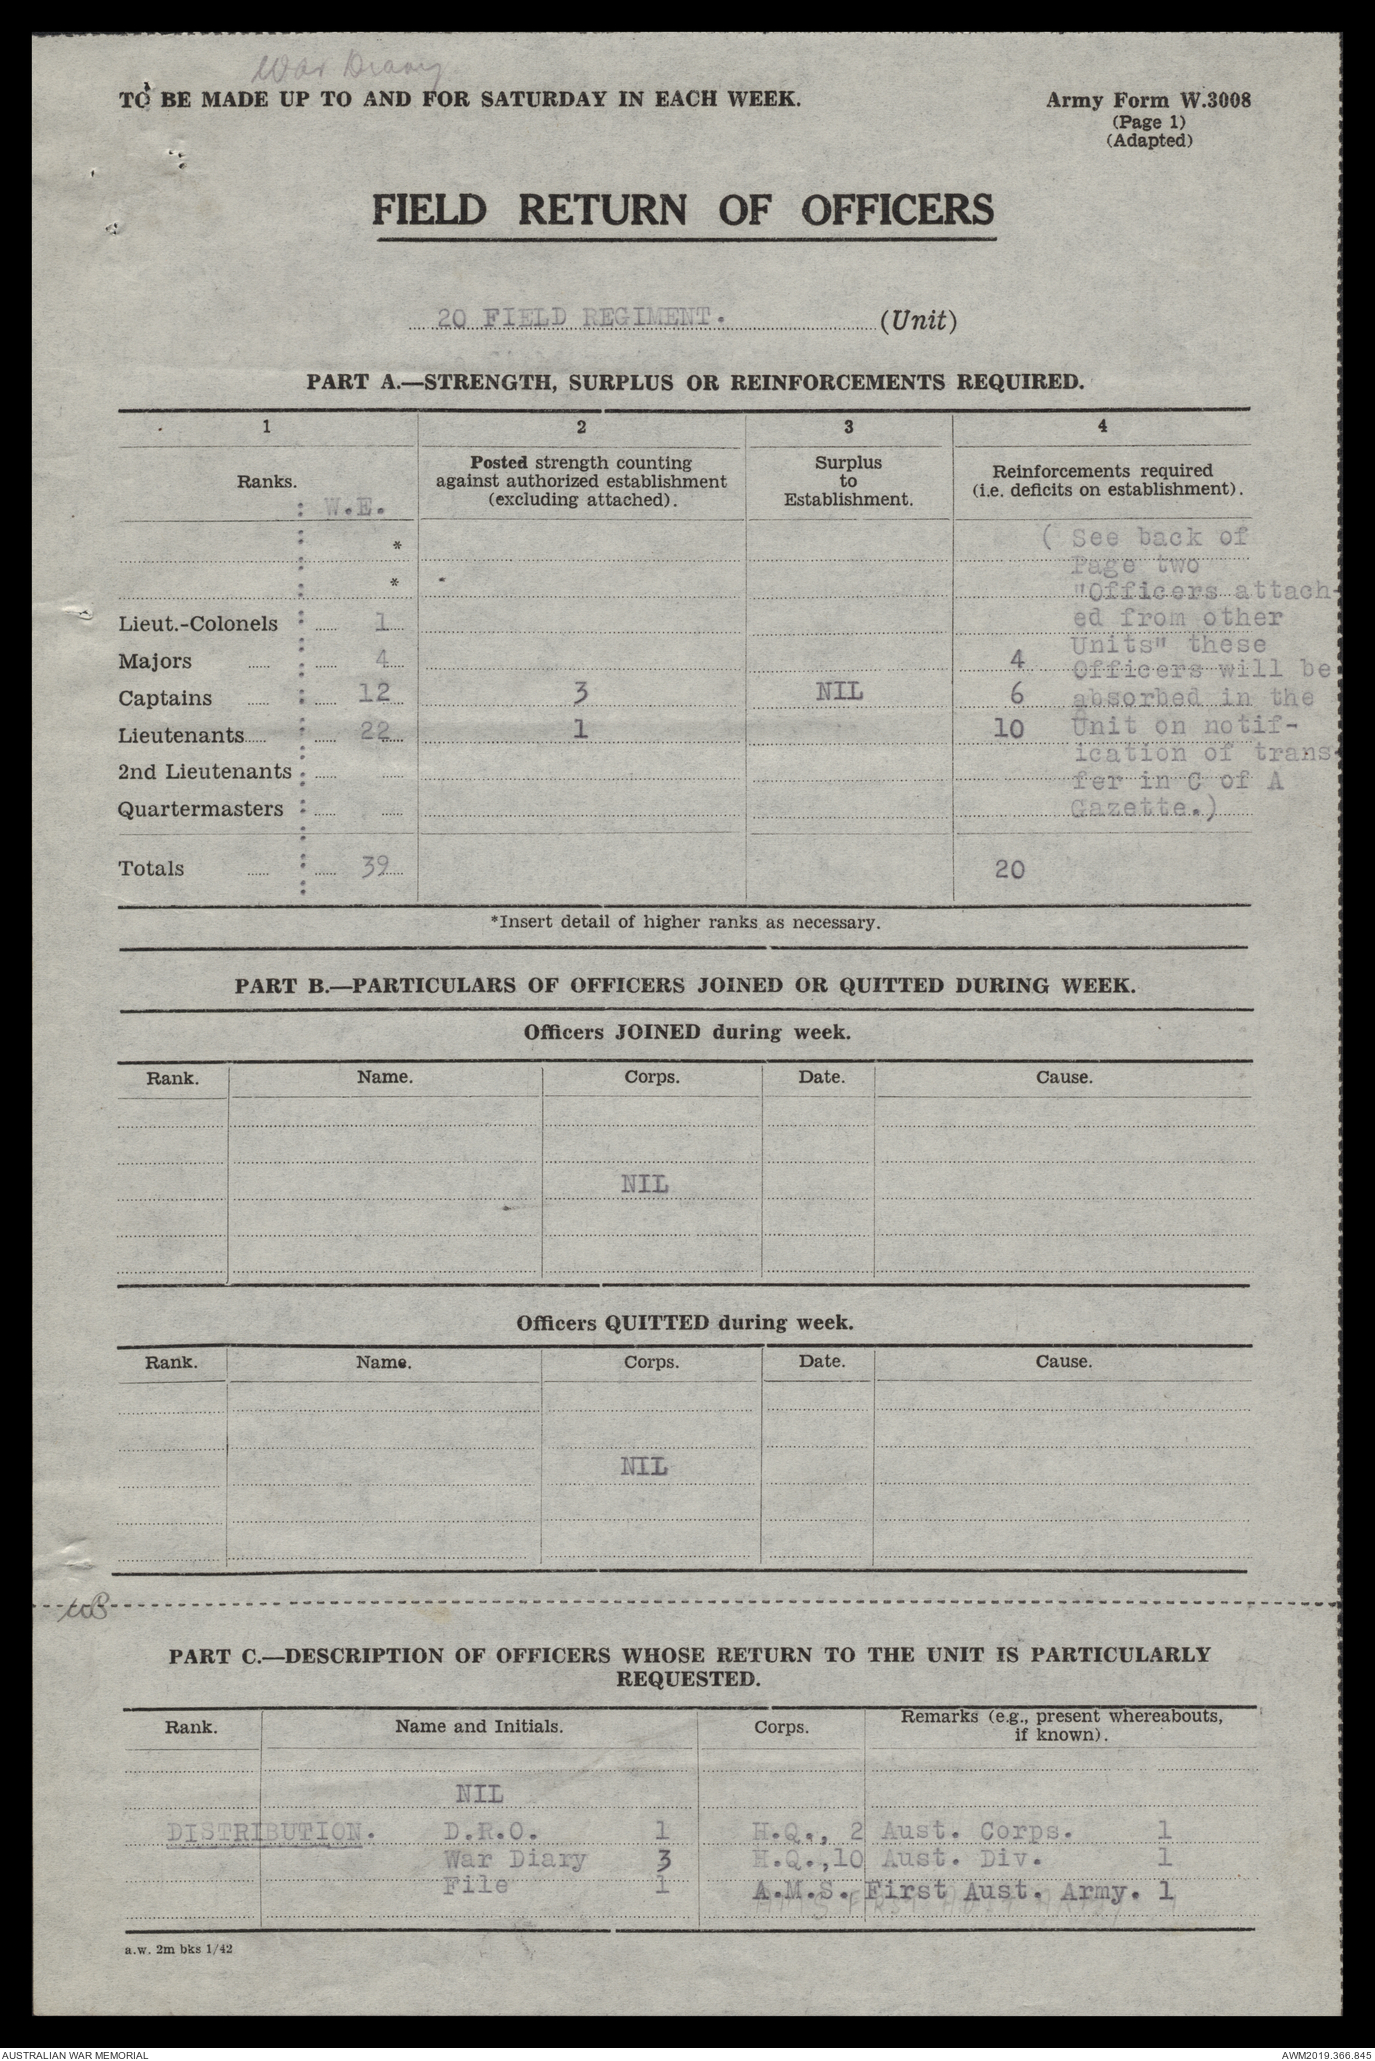 War Diary
TO BE MADE UP TO AND FOR SATURDAY IN EACH WEEK.
Army Form W.3008
(Page 1)
(Adapted)
FIELD RETURN OF OFFICERS
20 FIELD REGIMENT. (Unit)
PART A.—STRENGTH, SURPLUS OR REINFORCEMENTS REQUIRED.
1 2 3 4
Ranks. : W.E.
Posted strength counting
against authorized establishment
(excluding attached).
Surplus
to
Establishment.
Reinforcements required
(i.e. deficits on establishment).
*
*
Lieut.-Colonels 1
Majors 4 4
Captains 12 3 NIL 6
Lieutenants 22 1 10
2nd Lieutenants
Quartermasters
Totals 39 20
( See back of
Page two
"Officers attach-
ed from other
Units" these
Officers will be
absorbed in the
Unit on notif-
ication of trans-
fer in C of A
Gazette.)
*Insert detail of higher ranks as necessary.
PART B.—PARTICULARS OF OFFICERS JOINED OR QUITTED DURING WEEK.
Officers JOINED during week.
Rank. Name. Corps. Date. Cause.
NIL
Officers QUITTED during week.
Rank. Name. Corps. Date. Cause.
NIL
PART C.—DESCRIPTION OF OFFICERS WHOSE RETURN TO THE UNIT IS PARTICULARLY
REQUESTED.
Rank. Name and Initials. Corps. Remarks (e.g., present whereabouts,
if known).
NIL
DISTRIBUTION. D.R.O. 1 H.Q., 2 Aust. Corps. 1
War Diary 3 H.Q.,10 Aust. Div. 1
File 1 A.M.S. First Aust. Army. 1
a.w. 2m bks 1/42
AUSTRALIAN WAR MEMORIAL
AWM2019.366.845